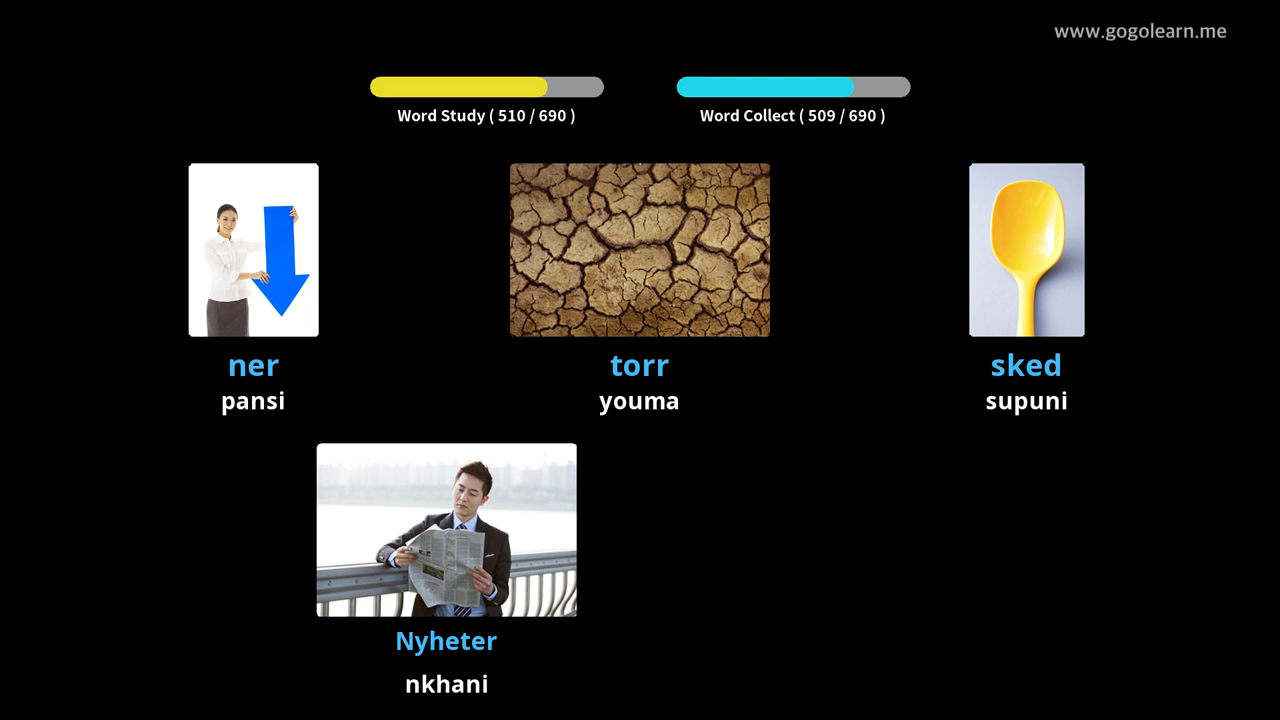 www.gogolearn.me
Word Study ( 510 / 690 )
Word Collect ( 509 / 690 )
ner
pansi
torr
youma
sked
supuni
Nyheter
nkhani